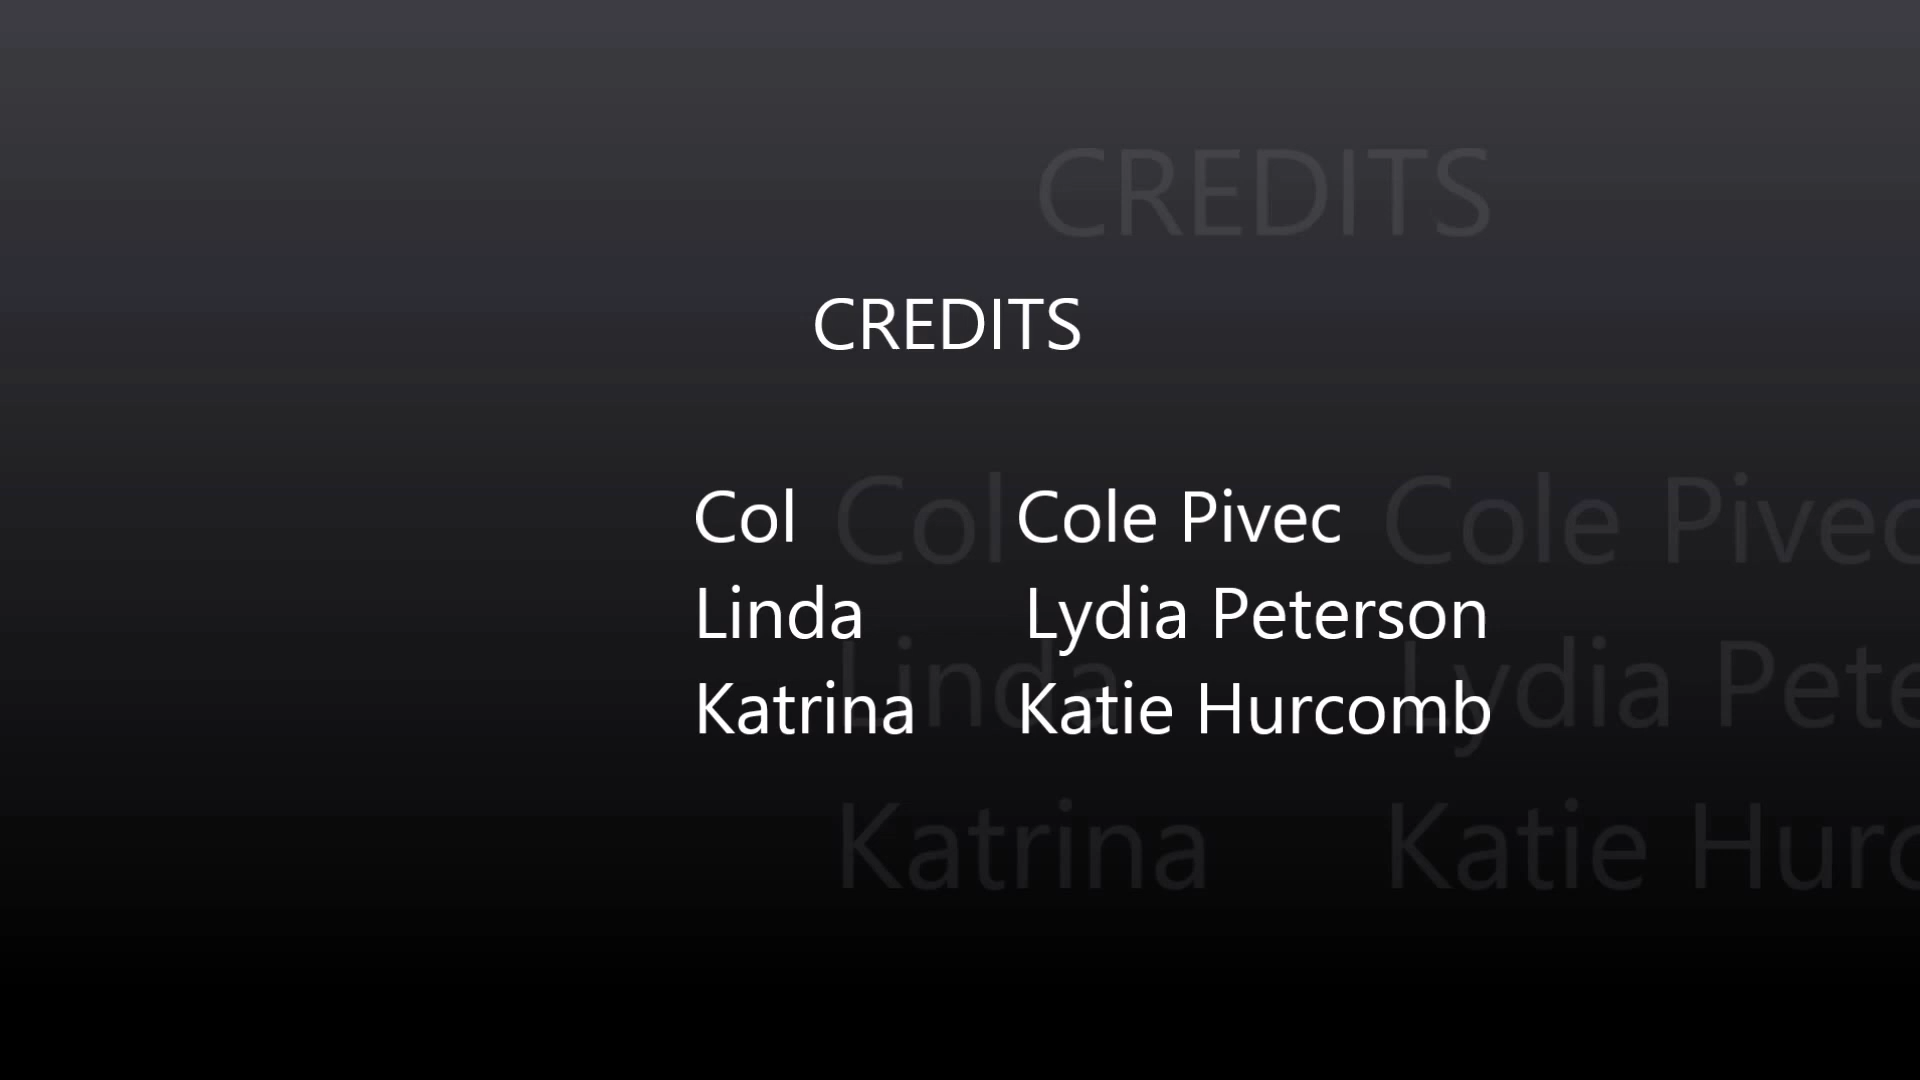 CREDITS
CREDITS
Col Cole Pivec
Col Cole Pivec
Linda Lydia Peterson
Linda Lydia Pete
Katrina Katie Hurcomb
Katrina Katie Hurc